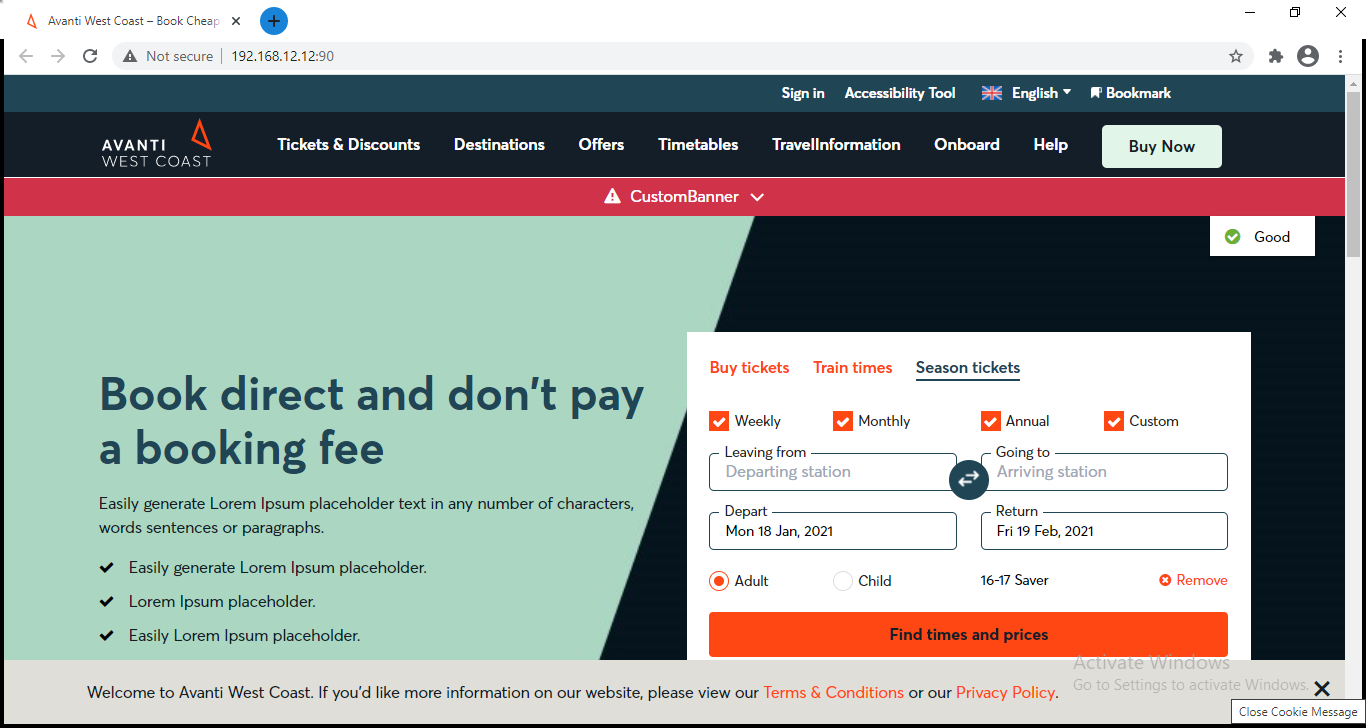 Avanti West Coast – Book Cheap
Not secure 192.168.12.12:90
Sign in Accessibility Tool English Bookmark
AVANTI
WEST COAST
Tickets & Discounts Destinations Offers Timetables TravelInformation Onboard Help Buy Now
CustomBanner
Good
Book direct and don't pay
a booking fee
Easily generate Lorem Ipsum placeholder text in any number of characters,
words sentences or paragraphs.
Easily generate Lorem Ipsum placeholder.
Lorem Ipsum placeholder.
Easily Lorem Ipsum placeholder.
Buy tickets Train times Season tickets
Weekly Monthly Annual Custom
Leaving from Going to
Departing station Arriving station
Depart Return
Mon 18 Jan, 2021 Fri 19 Feb, 2021
Adult Child 16-17 Saver Remove
Find times and prices
Activate Windows
Go to Settings to activate Windows.
Welcome to Avanti West Coast. If you'd like more information on our website, please view our Terms & Conditions or our Privacy Policy.
Close Cookie Message